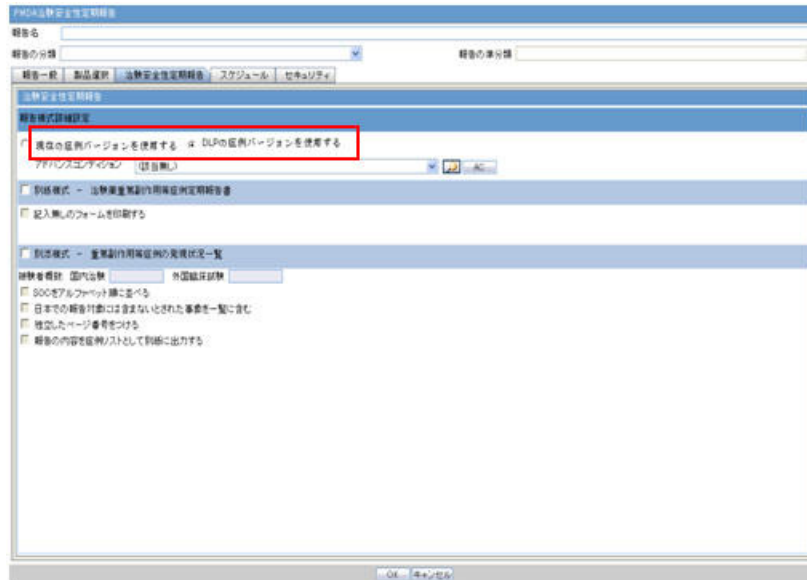 PMDA治験安全性定期報告
報告名
報告の分類 報告の準分類
報告一般 製品選択 治験安全性定期報告 スケジュール セキュリティ
治験安全性定期報告
報告様式詳細設定
現在の症例バージョンを使用する DLPの症例バージョンを使用する
アドバンスコンディション (該当無し) AC
別紙様式 - 治験薬重篤副作用等症例定期報告書
記入無しのフォームを印刷する
別添様式 - 重篤副作用等症例の発現状況一覧
被験者概計 国内治験 外国臨床試験
SOCをアルファベット順に並べる
日本での報告対象には含まないとされた事象を一覧に含む
独立したページ番号をつける
報告の内容を症例リストとして別紙に出力する
OK キャンセル